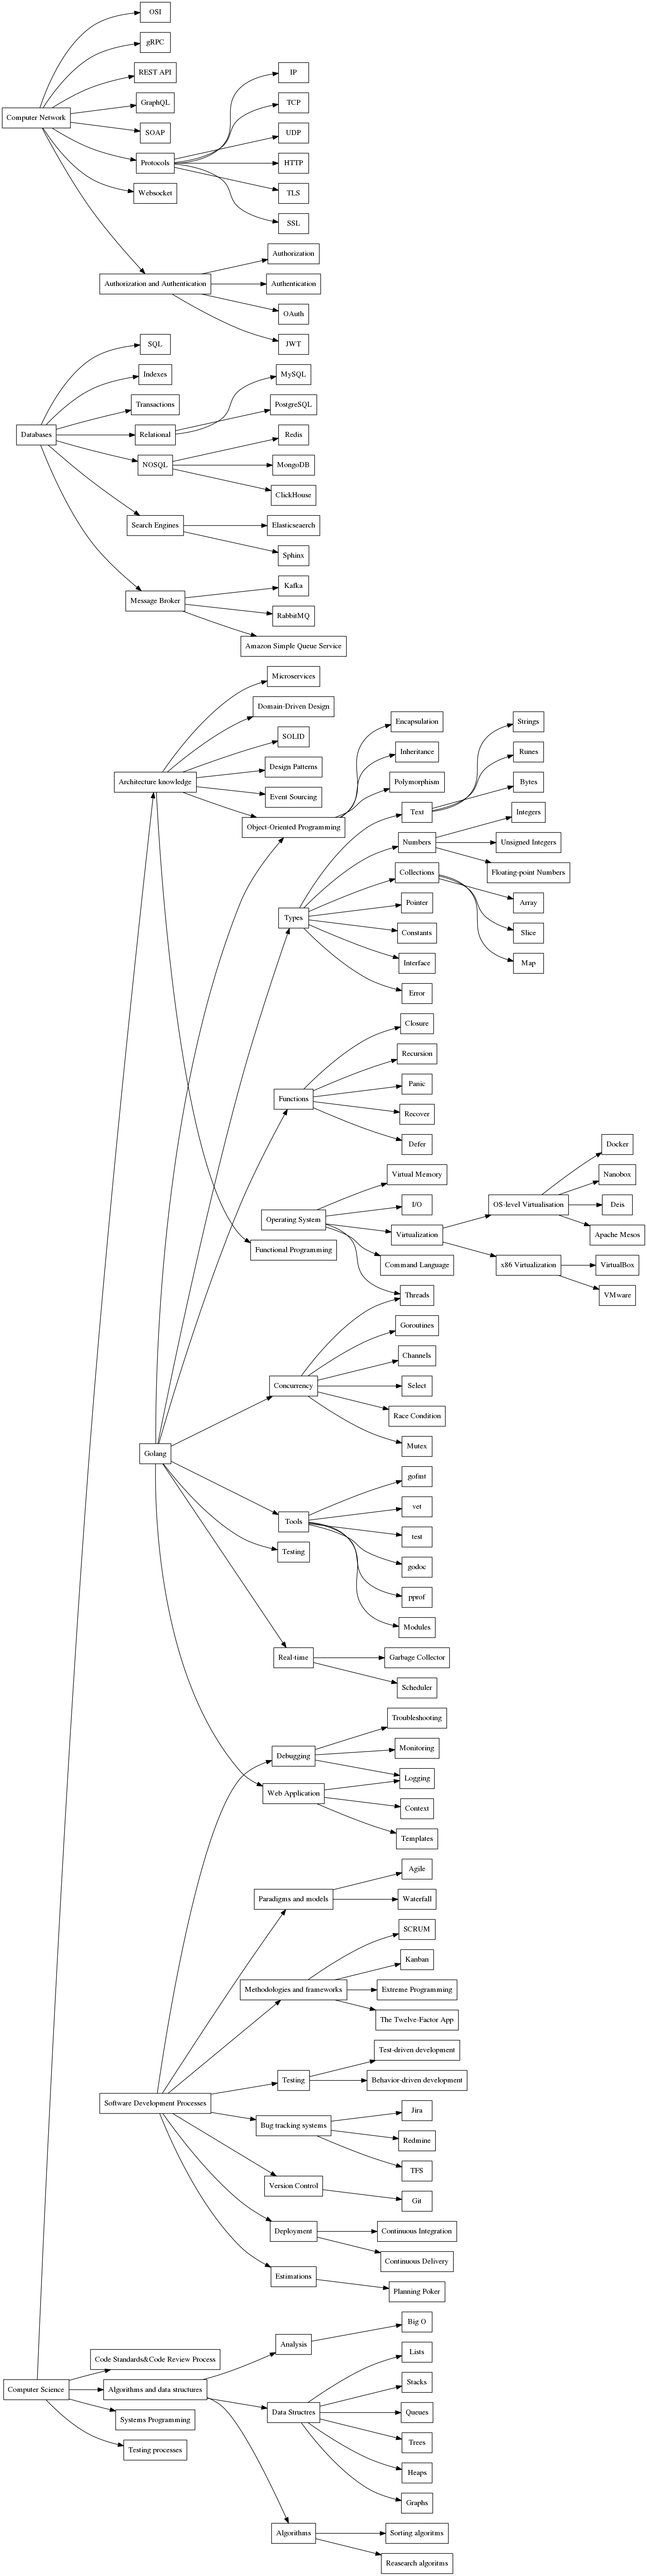 OSI
gRPC
REST API
IP
GraphQL
TCP
Computer Network
SOAP
UDP
Protocols
HTTP
Websocket
TLS
SSL
Authorization
Authorization and Authentication
Authentication
OAuth
JWT
SQL
Indexes
MySQL
Transactions
PostgreSQL
Databases
Relational
Redis
NOSQL
MongoDB
ClickHouse
Search Engines
Elasticseaerch
Sphinx
Kafka
Message Broker
RabbitMQ
Amazon Simple Queue Service
Microservices
Domain-Driven Design
Encapsulation
Strings
SOLID
Inheritance
Runes
Architecture knowledge
Design Patterns
Polymorphism
Bytes
Event Sourcing
Text
Integers
Object-Oriented Programming
Numbers
Unsigned Integers
Collections
Floating-point Numbers
Pointer
Array
Types
Constants
Slice
Interface
Map
Error
Closure
Recursion
Functions
Panic
Recover
Defer
Docker
Virtual Memory
Nanobox
I/O
OS-level Virtualisation
Deis
Operating System
Virtualization
Apache Mesos
Functional Programming
Command Language
x86 Virtualization
VirtualBox
Threads
VMware
Goroutines
Channels
Concurrency
Select
Race Condition
Golang
Mutex
gofmt
vet
Tools
test
Testing
godoc
pprof
Modules
Real-time
Garbage Collector
Scheduler
Troubleshooting
Debugging
Monitoring
Web Application
Logging
Context
Templates
Agile
Paradigms and models
Waterfall
SCRUM
Kanban
Methodologies and frameworks
Extreme Programming
The Twelve-Factor App
Test-driven development
Testing
Behavior-driven development
Software Development Processes
Jira
Bug tracking systems
Redmine
TFS
Version Control
Git
Deployment
Continuous Integration
Continuous Delivery
Estimations
Planning Poker
Big O
Analysis
Code Standards&Code Review Process
Lists
Computer Science
Algorithms and data structures
Stacks
Data Structres
Queues
Systems Programming
Trees
Testing processes
Heaps
Graphs
Algorithms
Sorting algoritms
Reasearch algoritms